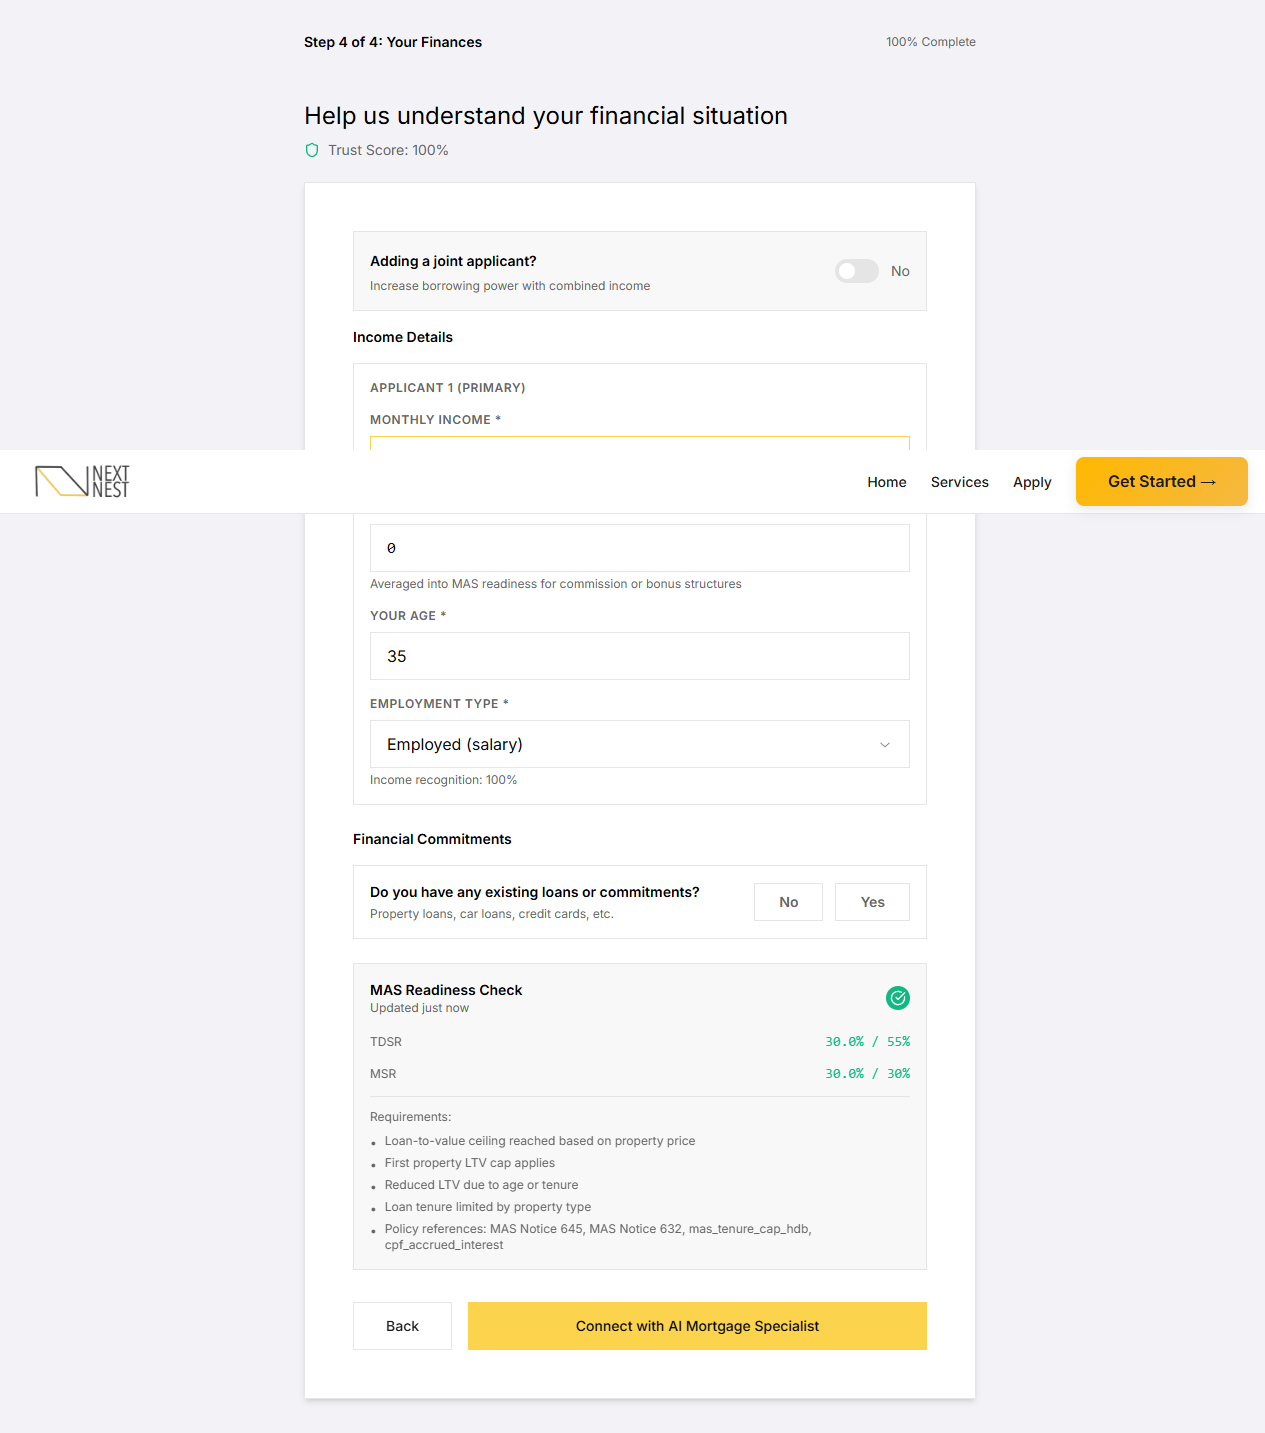 Step 4 of 4: Your Finances
100% Complete
Help us understand your financial situation
Trust Score: 100%
Adding a joint applicant?
Increase borrowing power with combined income
No
Income Details
APPLICANT 1 (PRIMARY)
MONTHLY INCOME *
NEXT
NEST
Home
Services
Apply
Get Started →
0
Averaged into MAS readiness for commission or bonus structures
YOUR AGE *
35
EMPLOYMENT TYPE *
Employed (salary)
Income recognition: 100%
Financial Commitments
Do you have any existing loans or commitments?
Property loans, car loans, credit cards, etc.
No
Yes
MAS Readiness Check
Updated just now
TDSR
30.0% / 55%
MSR
30.0% / 30%
Requirements:
• Loan-to-value ceiling reached based on property price
• First property LTV cap applies
• Reduced LTV due to age or tenure
• Loan tenure limited by property type
• Policy references: MAS Notice 645, MAS Notice 632, mas_tenure_cap_hdb,
cpf_accrued_interest
Back
Connect with AI Mortgage Specialist